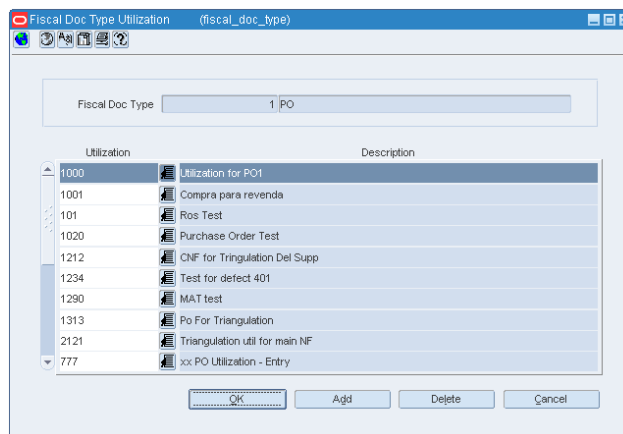 Fiscal Doc Type Utilization (fiscal_doc_type)
Fiscal Doc Type 1 PO
Utilization Description
1000 Utilization for PO1
1001 Compra para revenda
101 Ros Test
1020 Purchase Order Test
1212 CNF for Tringulation Del Supp
1234 Test for defect 401
1290 MAT test
1313 Po For Triangulation
2121 Triangulation util for main NF
777 xx PO Utilization - Entry
OK Add Delete Cancel